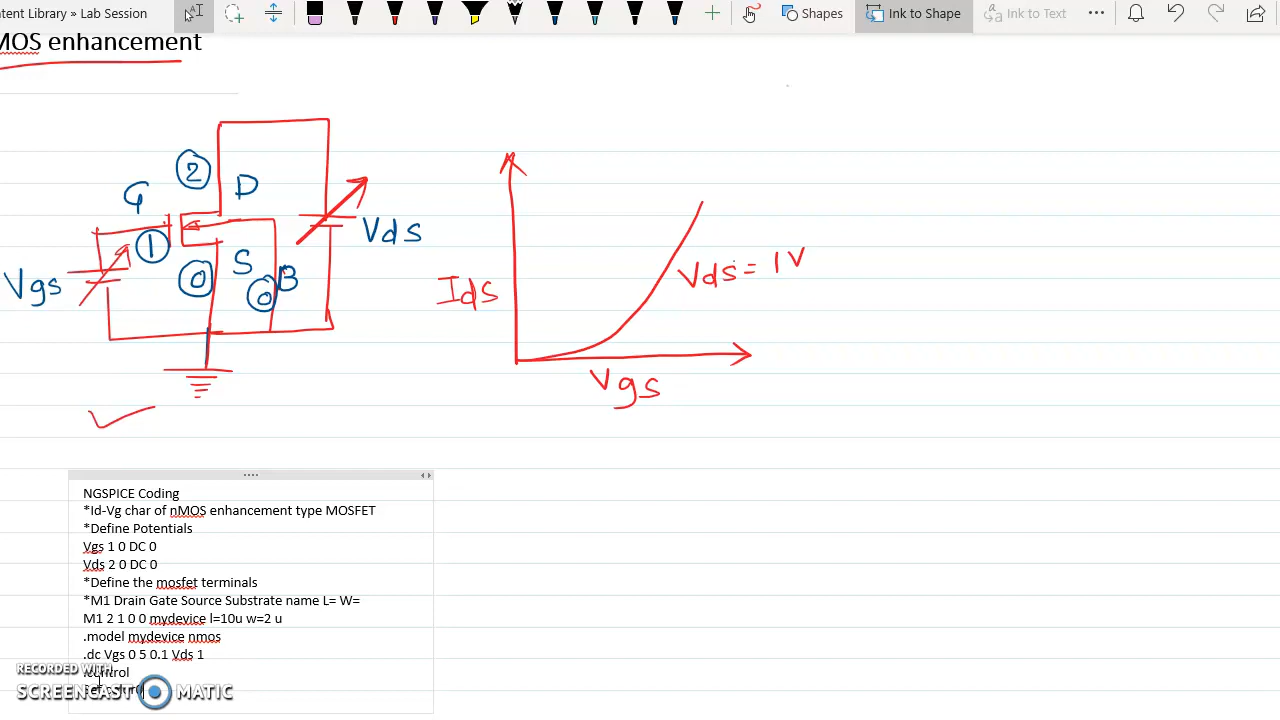 tent Library » Lab Session
Shapes
Ink to Shape
Ink to Text
MOS enhancement
2
G
D
1
Vds
Vgs
0
S
0
B
Ids
Vds = 1V
Vgs
NGSPICE Coding
*Id-Vg char of nMOS enhancement type MOSFET
*Define Potentials
Vgs 1 0 DC 0
Vds 2 0 DC 0
*Define the mosfet terminals
*M1 Drain Gate Source Substrate name L= W=
M1 2 1 0 0 mydevice l=10u w=2 u
.model mydevice nmos
.dc Vgs 0 5 0.1 Vds 1
.control
RECORDED WITH
SCREENCAST MATIC